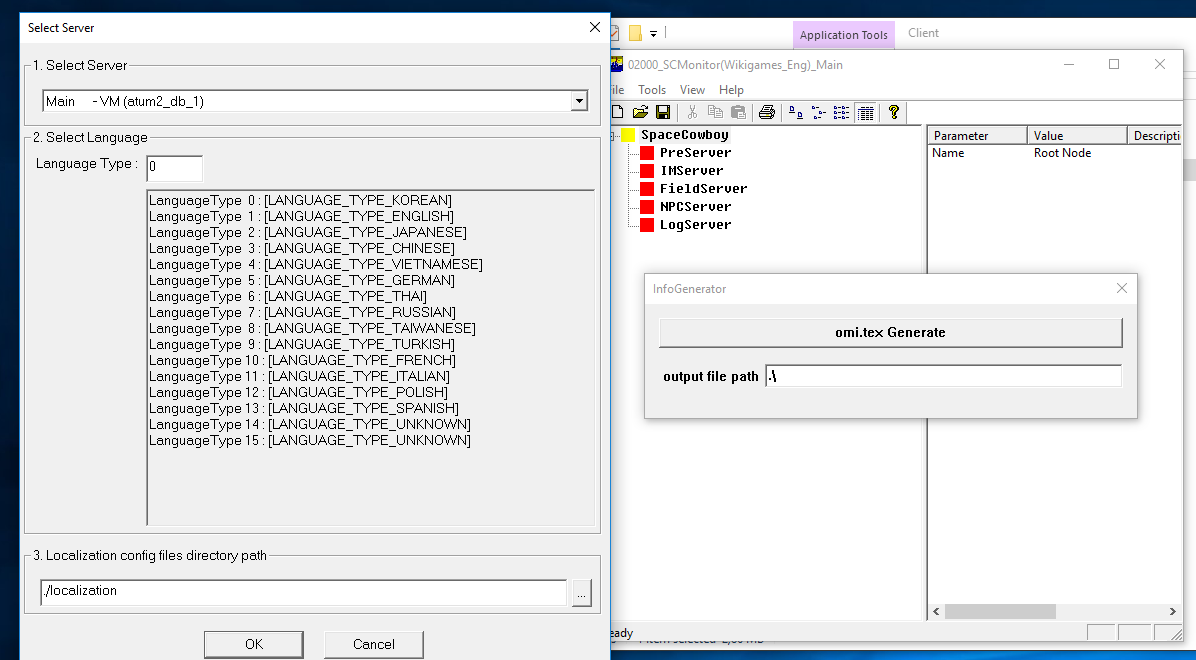 Select Server
1. Select Server
Main - VM (atum2_db_1)
2. Select Language
Language Type :
0
LanguageType 0 : [LANGUAGE_TYPE_KOREAN]
LanguageType 1 : [LANGUAGE_TYPE_ENGLISH]
LanguageType 2 : [LANGUAGE_TYPE_JAPANESE]
LanguageType 3 : [LANGUAGE_TYPE_CHINESE]
LanguageType 4 : [LANGUAGE_TYPE_VIETNAMESE]
LanguageType 5 : [LANGUAGE_TYPE_GERMAN]
LanguageType 6 : [LANGUAGE_TYPE_THAI]
LanguageType 7 : [LANGUAGE_TYPE_RUSSIAN]
LanguageType 8 : [LANGUAGE_TYPE_TAIWANESE]
LanguageType 9 : [LANGUAGE_TYPE_TURKISH]
LanguageType 10 : [LANGUAGE_TYPE_FRENCH]
LanguageType 11 : [LANGUAGE_TYPE_ITALIAN]
LanguageType 12 : [LANGUAGE_TYPE_POLISH]
LanguageType 13 : [LANGUAGE_TYPE_SPANISH]
LanguageType 14 : [LANGUAGE_TYPE_UNKNOWN]
LanguageType 15 : [LANGUAGE_TYPE_UNKNOWN]
3. Localization config files directory path
./localization
...
OK Cancel
Application Tools Client
02000_SCMonitor(Wikigames_Eng)_Main
ile Tools View Help
SpaceCowboy
PreServer
IMServer
FieldServer
NPCServer
LogServer
Parameter Value Descripti
Name Root Node
InfoGenerator
omi.tex Generate
output file path .\
eady